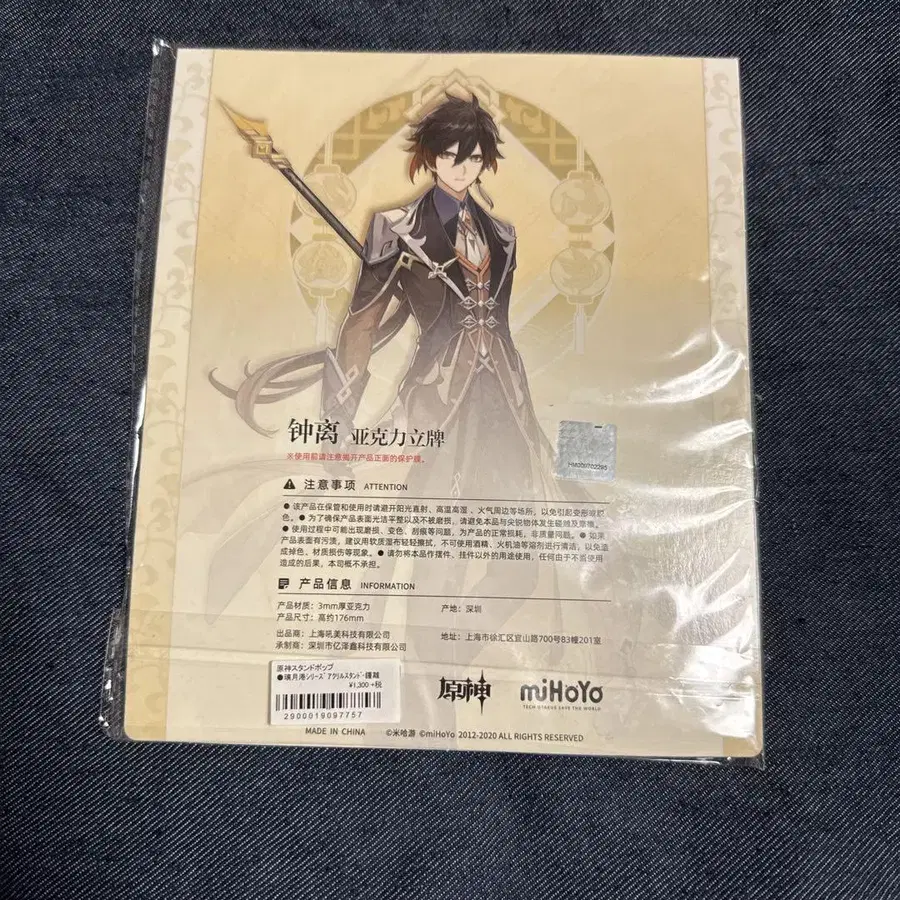 钟离 亚克力立牌
※使用前请注意揭开产品正面的保护膜。
HM000702295
注意事项 ATTENTION
● 该产品在保管和使用时请避开阳光直射、高温高湿、火气周边等场所，以免引起变形或脱
色。● 为了确保产品表面光洁平整以及不被磨损，请避免本品与尖锐物体发生碰触及磨擦。
● 使用过程中可能出现磨损、变色、刮痕等问题，为产品的正常损耗，非质量问题。● 如果
产品表面有污渍，建议用软质湿布轻轻擦拭，不可使用酒精、火机油等溶剂进行清洁，以免造
成掉色、材质损伤等现象。● 请勿将本品作摆件、挂件以外的用途使用，任何由于不当使用
造成的后果，本司概不承担。
产品信息 INFORMATION
产品材质：3mm厚亚克力
产地：深圳
产品尺寸：高约176mm
出品商：上海吼美科技有限公司
地址：上海市徐汇区宜山路700号83幢201室
承制商：深圳市亿泽鑫科技有限公司
原神スタンドポップ
●璃月港シリーズ アクリルスタンド・鍾離
¥1,300+税
2900019097757
原神
miHoYo
TECH OTAKUS SAVE THE WORLD
MADE IN CHINA ©米哈游 ©miHoYo 2012-2020 ALL RIGHTS RESERVED